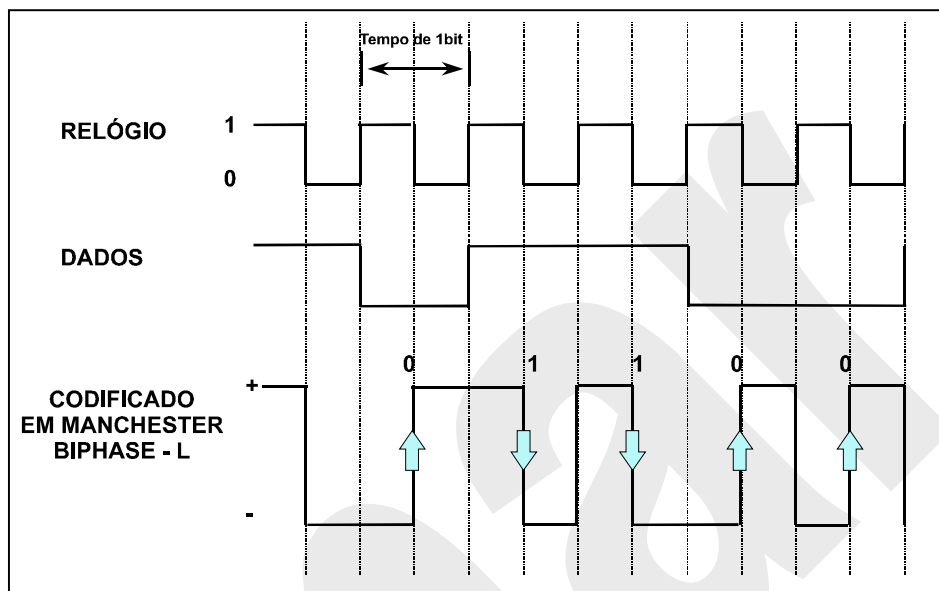 Tempo de 1bit
RELÓGIO
1
0
DADOS
0 1 1 0 0
+
CODIFICADO
EM MANCHESTER
BIPHASE - L
-